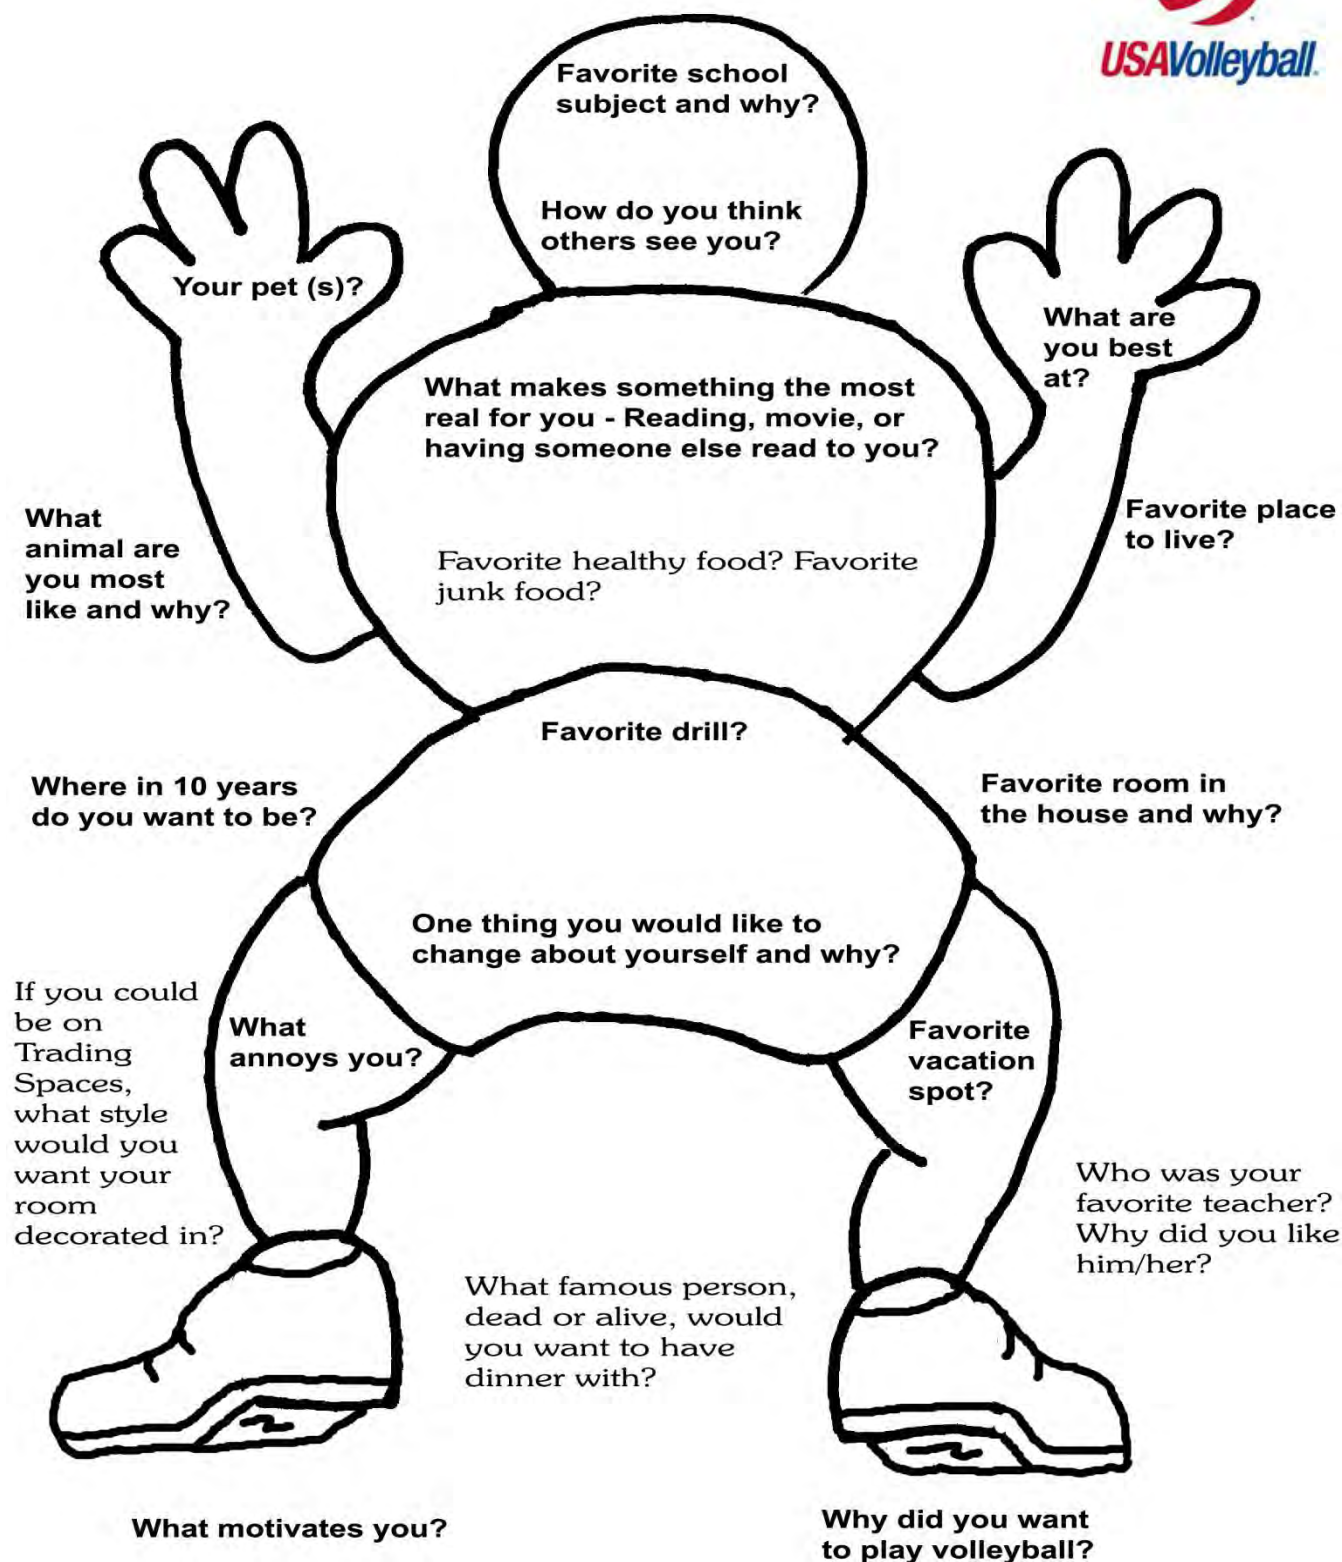 USAVolleyball.
Favorite school
subject and why?
How do you think
others see you?
Your pet (s)?
What are
you best
at?
What makes something the most
real for you - Reading, movie, or
having someone else read to you?
What
animal are
you most
like and why?
Favorite place
to live?
Favorite healthy food? Favorite
junk food?
Favorite drill?
Where in 10 years
do you want to be?
Favorite room in
the house and why?
One thing you would like to
change about yourself and why?
If you could
be on
Trading
Spaces,
what style
would you
want your
room
decorated in?
What
annoys you?
Favorite
vacation
spot?
Who was your
favorite teacher?
Why did you like
him/her?
What famous person,
dead or alive, would
you want to have
dinner with?
What motivates you?
Why did you want
to play volleyball?